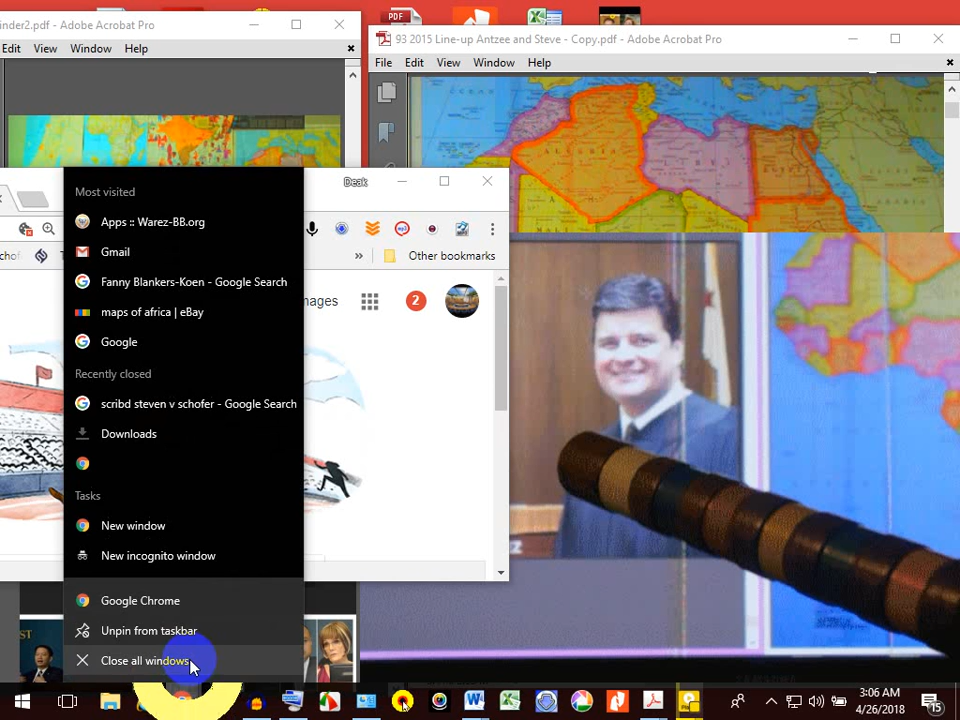 inder2.pdf - Adobe Acrobat Pro
Edit View Window Help
PDF
93 2015 Line-up Antzee and Steve - Copy.pdf - Adobe Acrobat Pro
File Edit View Window Help
Deak
Other bookmarks
mages
2
Most visited
Apps :: Warez-BB.org
Gmail
Fanny Blankers-Koen - Google Search
maps of africa | eBay
Google
Recently closed
scribd steven v schofer - Google Search
Downloads
Tasks
New window
New incognito window
Google Chrome
Unpin from taskbar
Close all windows
3:06 AM
4/26/2018
15